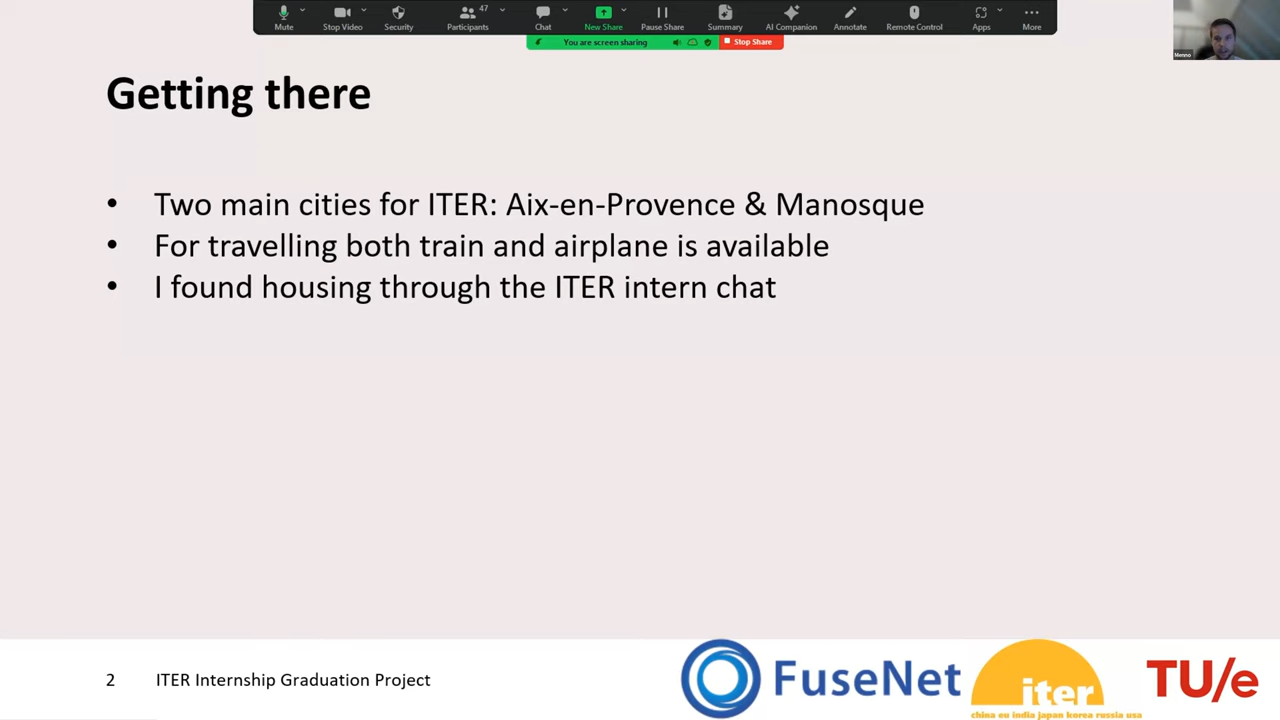 47
Mute
Stop Video
Security
Participants
Chat
New Share
Pause Share
Summary
AI Companion
Annotate
Remote Control
Apps
More
You are screen sharing
Stop Share
Menno
Getting there
• Two main cities for ITER: Aix-en-Provence & Manosque
• For travelling both train and airplane is available
• I found housing through the ITER intern chat
2 ITER Internship Graduation Project
FuseNet
iter
china eu india japan korea russia usa
TU/e